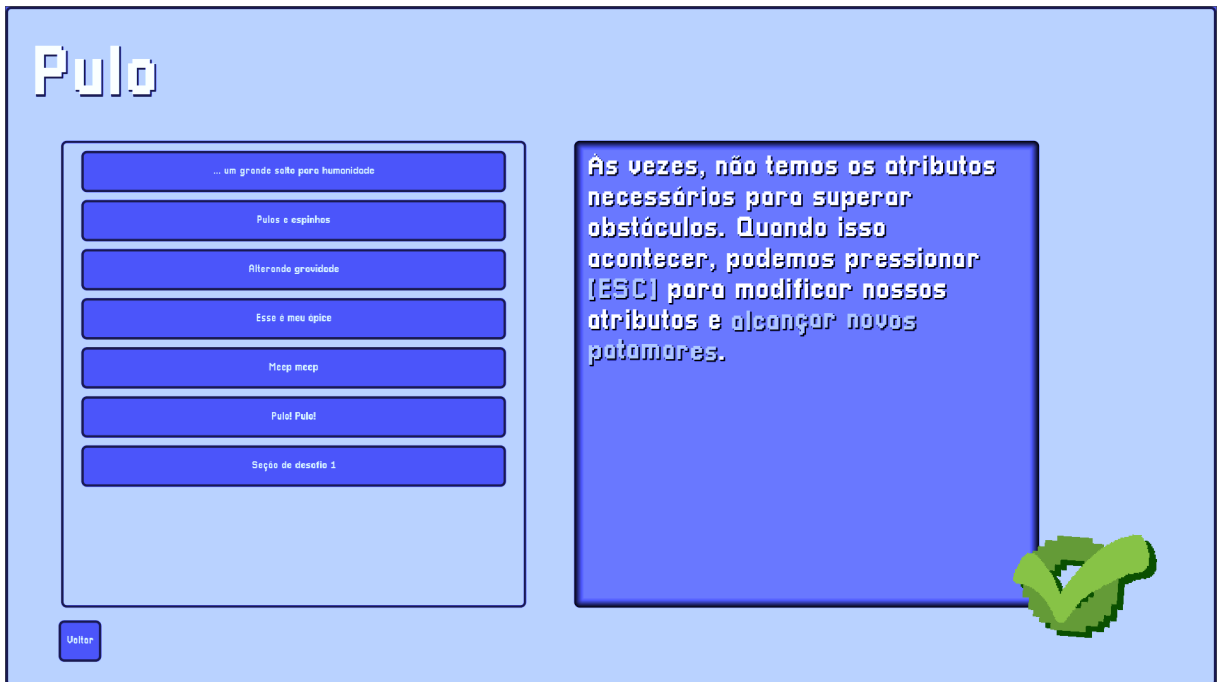 Pulo
... um grande salto para humanidade
Pulos e espinhos
Alterando gravidade
Esse é meu ápice
Meep meep
Pulo! Pulo!
Seção de desafio 1
Às vezes, não temos os atributos
necessários para superar
obstáculos. Quando isso
acontecer, podemos pressionar
[ESC] para modificar nossos
atributos e alcançar novos
patamares.
Voltar